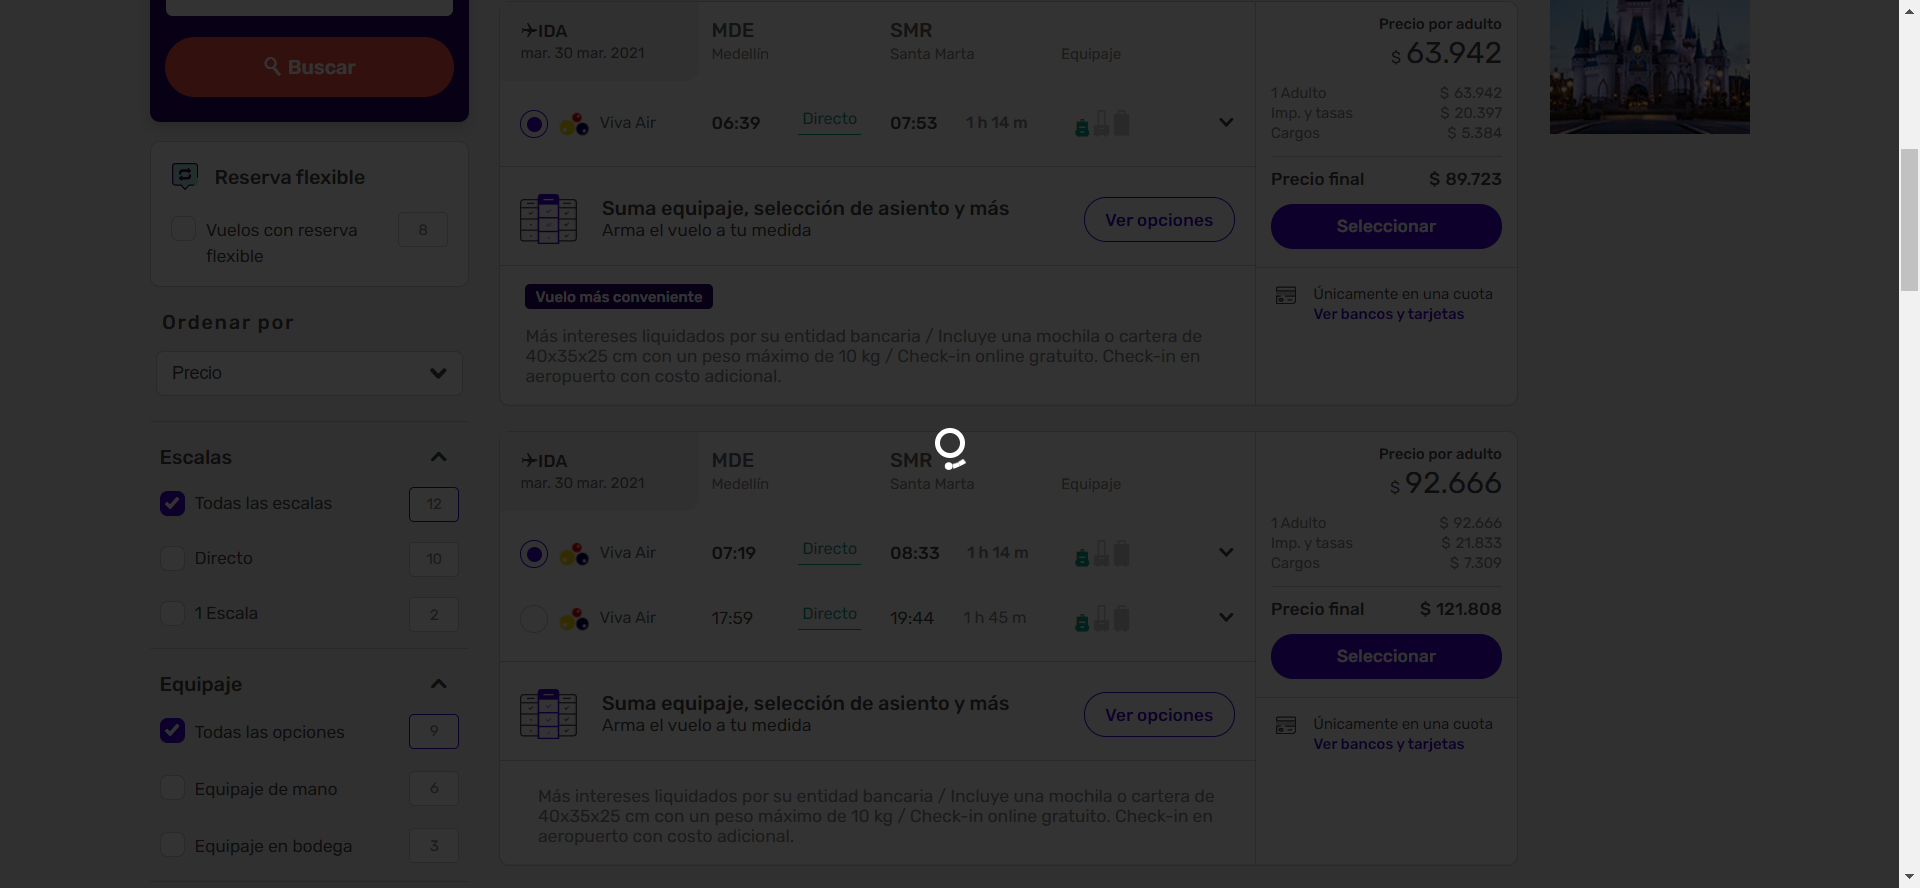 Buscar
Reserva flexible
Vuelos con reserva
flexible
8
Ordenar por
Precio
Escalas
Todas las escalas 12
Directo 10
1 Escala 2
Equipaje
Todas las opciones 9
Equipaje de mano 6
Equipaje en bodega 3
IDA
mar. 30 mar. 2021
MDE
Medellín
SMR
Santa Marta
Equipaje
Viva Air 06:39 Directo 07:53 1 h 14 m
Suma equipaje, selección de asiento y más
Arma el vuelo a tu medida
Ver opciones
Vuelo más conveniente
Más intereses liquidados por su entidad bancaria / Incluye una mochila o cartera de
40x35x25 cm con un peso máximo de 10 kg / Check-in online gratuito. Check-in en
aeropuerto con costo adicional.
Precio por adulto
$ 63.942
1 Adulto $ 63.942
Imp. y tasas $ 20.397
Cargos $ 5.384
Precio final $ 89.723
Seleccionar
Únicamente en una cuota
Ver bancos y tarjetas
IDA
mar. 30 mar. 2021
MDE
Medellín
SMR
Santa Marta
Equipaje
Viva Air 07:19 Directo 08:33 1 h 14 m
Viva Air 17:59 Directo 19:44 1 h 45 m
Suma equipaje, selección de asiento y más
Arma el vuelo a tu medida
Ver opciones
Más intereses liquidados por su entidad bancaria / Incluye una mochila o cartera de
40x35x25 cm con un peso máximo de 10 kg / Check-in online gratuito. Check-in en
aeropuerto con costo adicional.
Precio por adulto
$ 92.666
1 Adulto $ 92.666
Imp. y tasas $ 21.833
Cargos $ 7.309
Precio final $ 121.808
Seleccionar
Únicamente en una cuota
Ver bancos y tarjetas